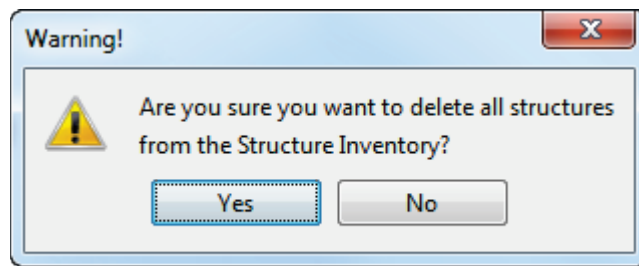 Warning!
Are you sure you want to delete all structures
from the Structure Inventory?
Yes No